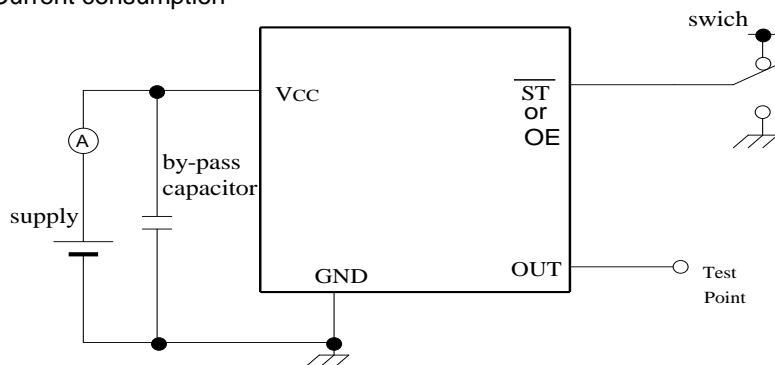 Current consumption
swich
VCC
ST
or
OE
A
by-pass
capacitor
supply
GND
OUT
Test
Point